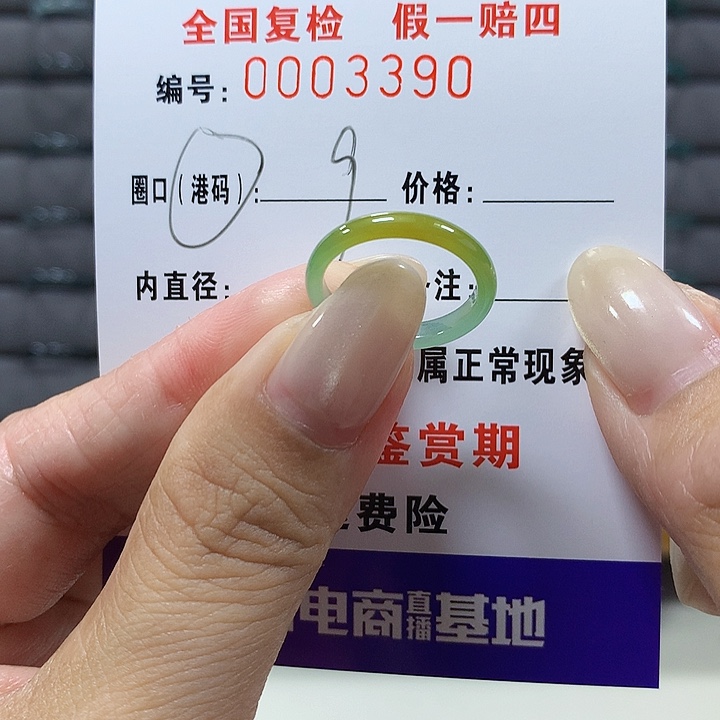 全国复检 假一赔四
编号: 0003390
圈口(港码): 9 价格:
内直径: 注:
属正常现象
鉴赏期
费险
电商直播基地